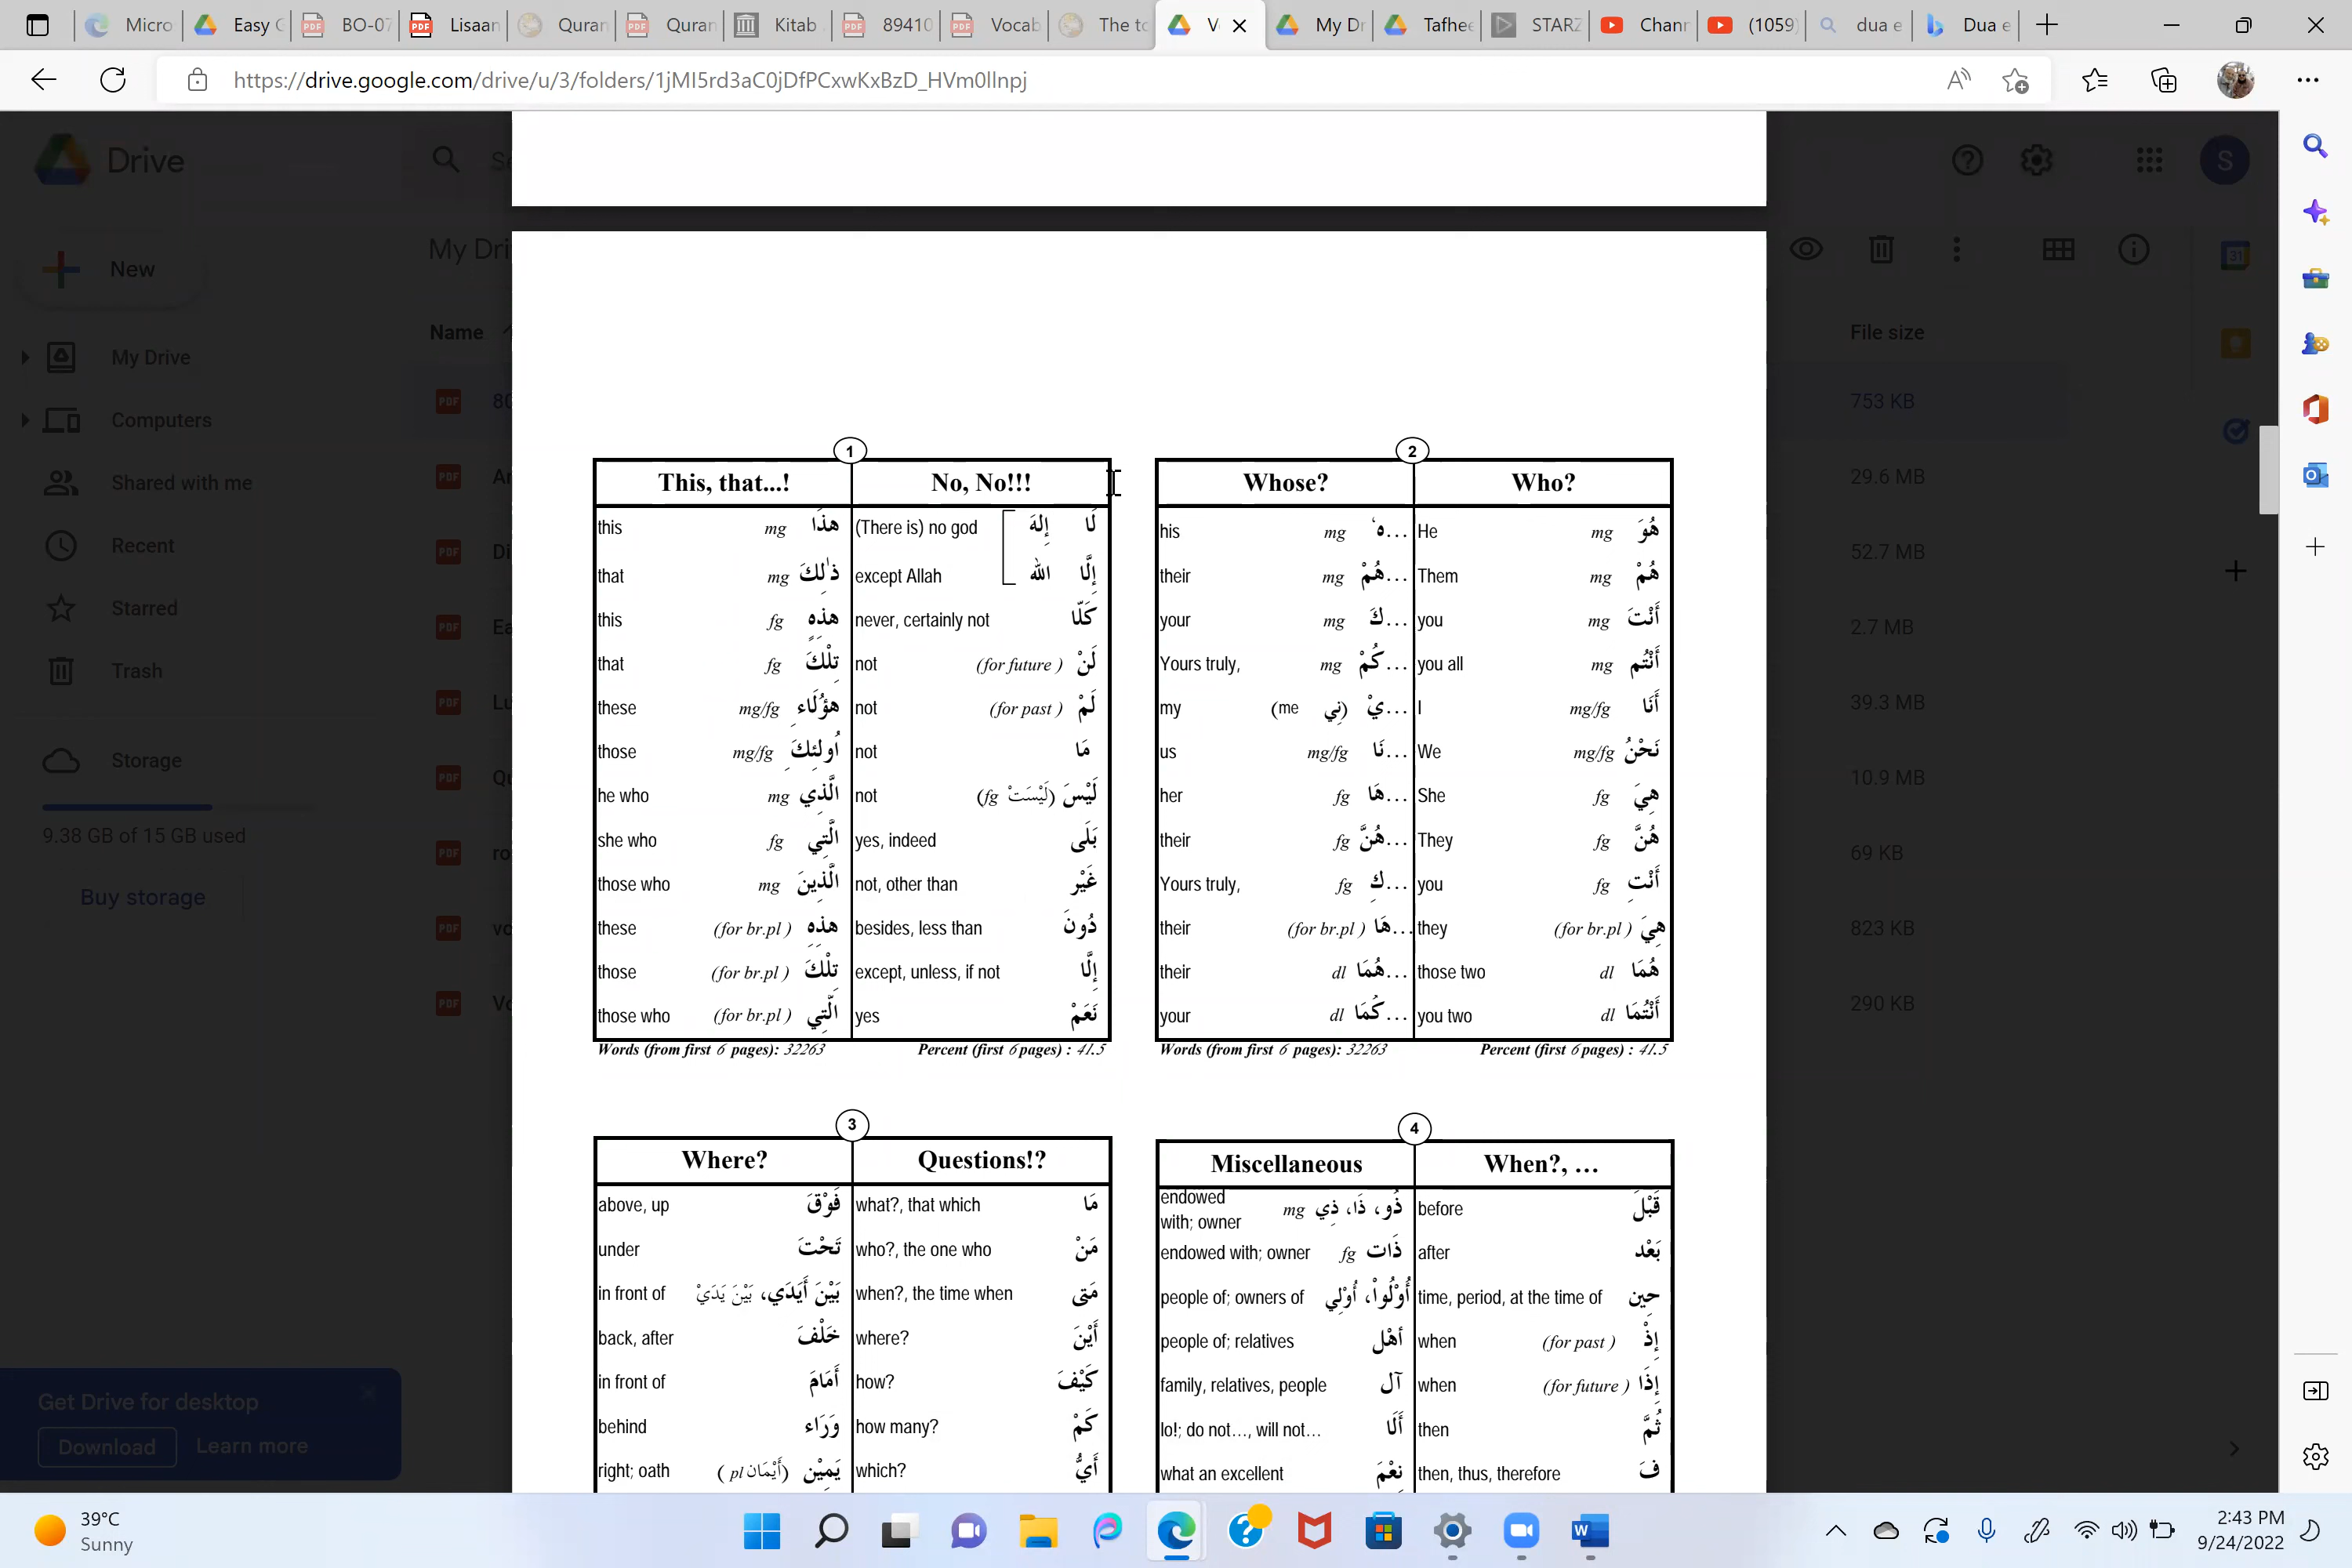 Micro
Easy G
BO-07
Lisaan
Quran
Quran
Kitab
89410
Vocab
The to
My Dr
Tafhee
STARZ
Chann
(1059)
dua e
Dua e
https://drive.google.com/drive/u/3/folders/1jMI5rd3aC0jDfPCxwKxBzD_HVm0llnpj
Drive
New
My Drive
Computers
Shared with me
Recent
Starred
Trash
Storage
9.38 GB of 15 GB used
Buy storage
Get Drive for desktop
Download Learn more
My Dri
Name
File size
753 KB
29.6 MB
52.7 MB
2.7 MB
39.3 MB
10.9 MB
69 KB
823 KB
290 KB
1
This, that...! No, No!!!
this mg هذَا (There is) no god لَا إِلهَ
that mg ذٰلِكَ except Allah إِلَّا الله
this fg هذِهِ never, certainly not كَلَّا
that fg تِلْكَ not (for future ) لَنْ
these mg/fg هؤُلَاءِ not (for past ) لَمْ
those mg/fg أُولئِكَ not مَا
he who mg الَّذِي not (fg لَيْسَتْ) لَيْسَ
she who fg الَّتِي yes, indeed بَلَى
those who mg الَّذِينَ not, other than غَيْر
these (for br.pl ) هذِهِ besides, less than دُونَ
those (for br.pl ) تِلْكَ except, unless, if not إِلَّا
those who (for br.pl ) الَّتِي yes نَعَمْ
Words (from first 6 pages): 32263 Percent (first 6 pages) : 41.5
2
Whose? Who?
his mg ...هُ He mg هُوَ
their mg ...هُمْ Them mg هُمْ
your mg ...كَ you mg أَنْتَ
Yours truly, mg ...كُمْ you all mg أَنْتُم
my (me نِي) ...يْ I mg/fg أَنَا
us mg/fg ...نَا We mg/fg نَحْنُ
her fg ...هَا She fg هِيَ
their fg ...هُنَّ They fg هُنَّ
Yours truly, fg ...كِ you fg أَنْتِ
their (for br.pl ) ...هَا they (for br.pl ) هِيَ
their dl ...هُمَا those two dl هُمَا
your dl ...كُمَا you two dl أَنْتُمَا
Words (from first 6 pages): 32263 Percent (first 6 pages) : 41.5
3
Where? Questions!?
above, up فَوْقَ what?, that which مَا
under تَحْتَ who?, the one who مَنْ
in front of بَيْنَ أَيَدَي، بَيْنَ يَدَيْ when?, the time when مَتَى
back, after خَلْفَ where? أَيْنَ
in front of أَمَامَ how? كَيْفَ
behind وَرَاء how many? كَمْ
right; oath ( pl أَيْمَان) يَمِيْن which? أَيُّ
4
Miscellaneous When?, …
endowed with; owner mg ذُو، ذَا، ذِي before قَبْلَ
endowed with; owner fg ذَات after بَعْد
people of; owners of أُوْلُواْ، أُوْلِي time, period, at the time of حِين
people of; relatives أهْل when (for past ) إِذْ
family, relatives, people آل when (for future ) إِذَا
lo!; do not…, will not… أَلَا then ثُمَّ
what an excellent نِعْمَ then, thus, therefore فَ
39°C
Sunny
2:43 PM
9/24/2022